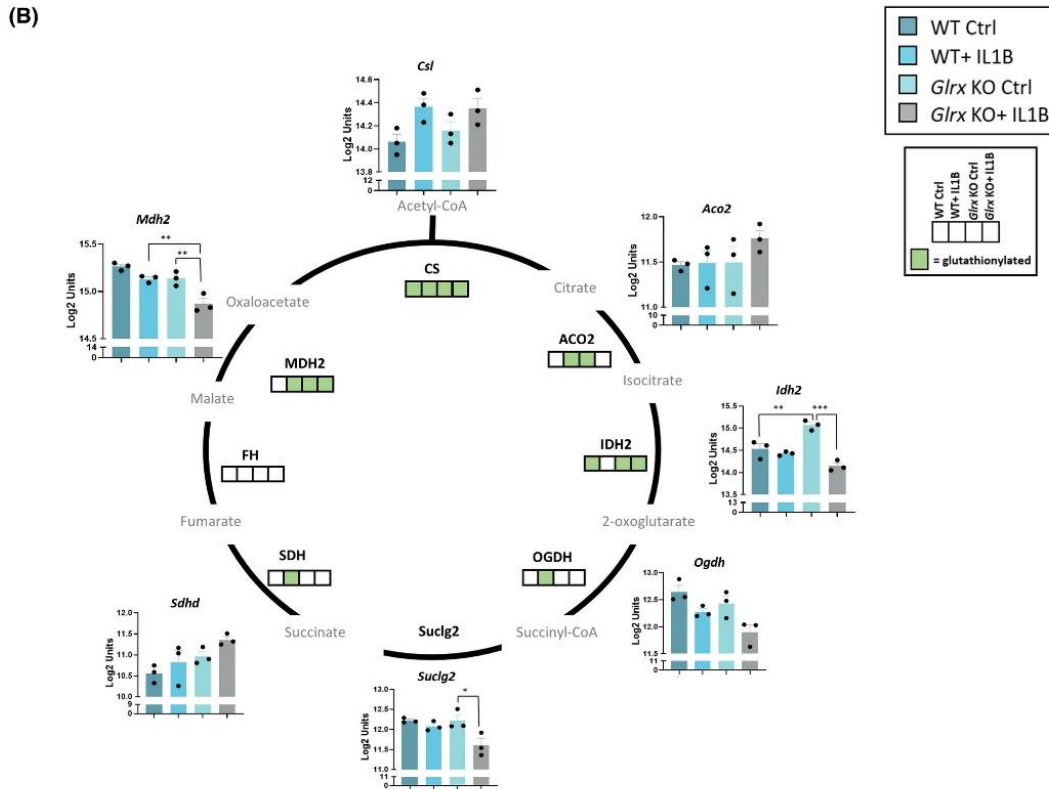 (B)
WT Ctrl
WT+ IL1B
Glrx KO Ctrl
Glrx KO+ IL1B
WT Ctrl
WT+ IL1B
Glrx KO Ctrl
Glrx KO+ IL1B
= glutathionylated
Csl
Log2 Units
14.6
14.4
14.2
14.0
13.8
12
0
Acetyl-CoA
Mdh2
Log2 Units
15.5
15.0
14.5
14
0
**
**
Oxaloacetate
CS
Citrate
Aco2
Log2 Units
12.0
11.5
11.0
10
0
MDH2
ACO2
Malate
Isocitrate
Idh2
Log2 Units
15.5
15.0
14.5
14.0
13.5
13
0
**
***
FH
IDH2
Fumarate
2-oxoglutarate
SDH
OGDH
Ogdh
Log2 Units
13.0
12.5
12.0
11.5
11
0
Sdhd
Log2 Units
12.0
11.5
11.0
10.5
10.0
9
0
Succinate
Suclg2
Succinyl-CoA
Suclg2
Log2 Units
13.0
12.5
12.0
11.5
11.0
11
0
*